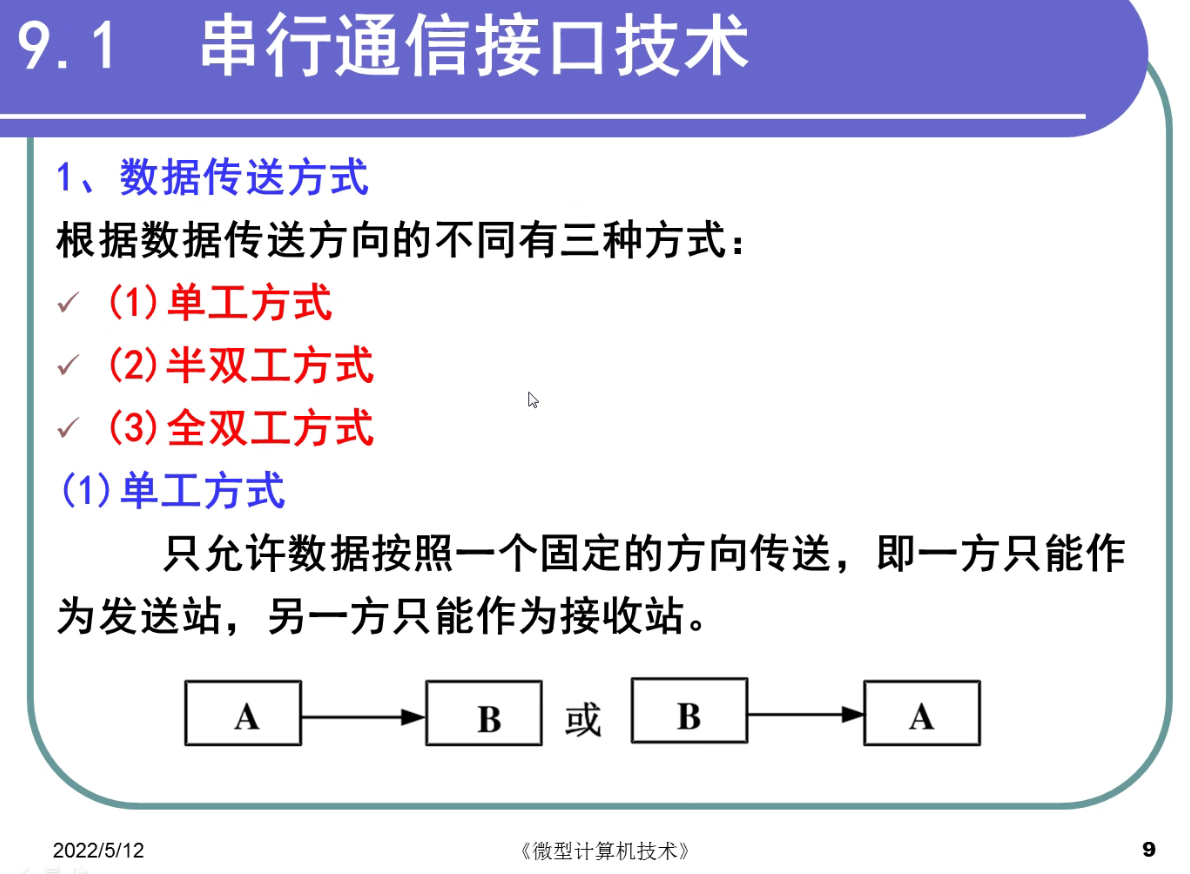 9.1 串行通信接口技术
1、数据传送方式
根据数据传送方向的不同有三种方式：
✓ (1)单工方式
✓ (2)半双工方式
✓ (3)全双工方式
(1)单工方式
只允许数据按照一个固定的方向传送，即一方只能作
为发送站，另一方只能作为接收站。
A B 或 B A
2022/5/12 《微型计算机技术》 9